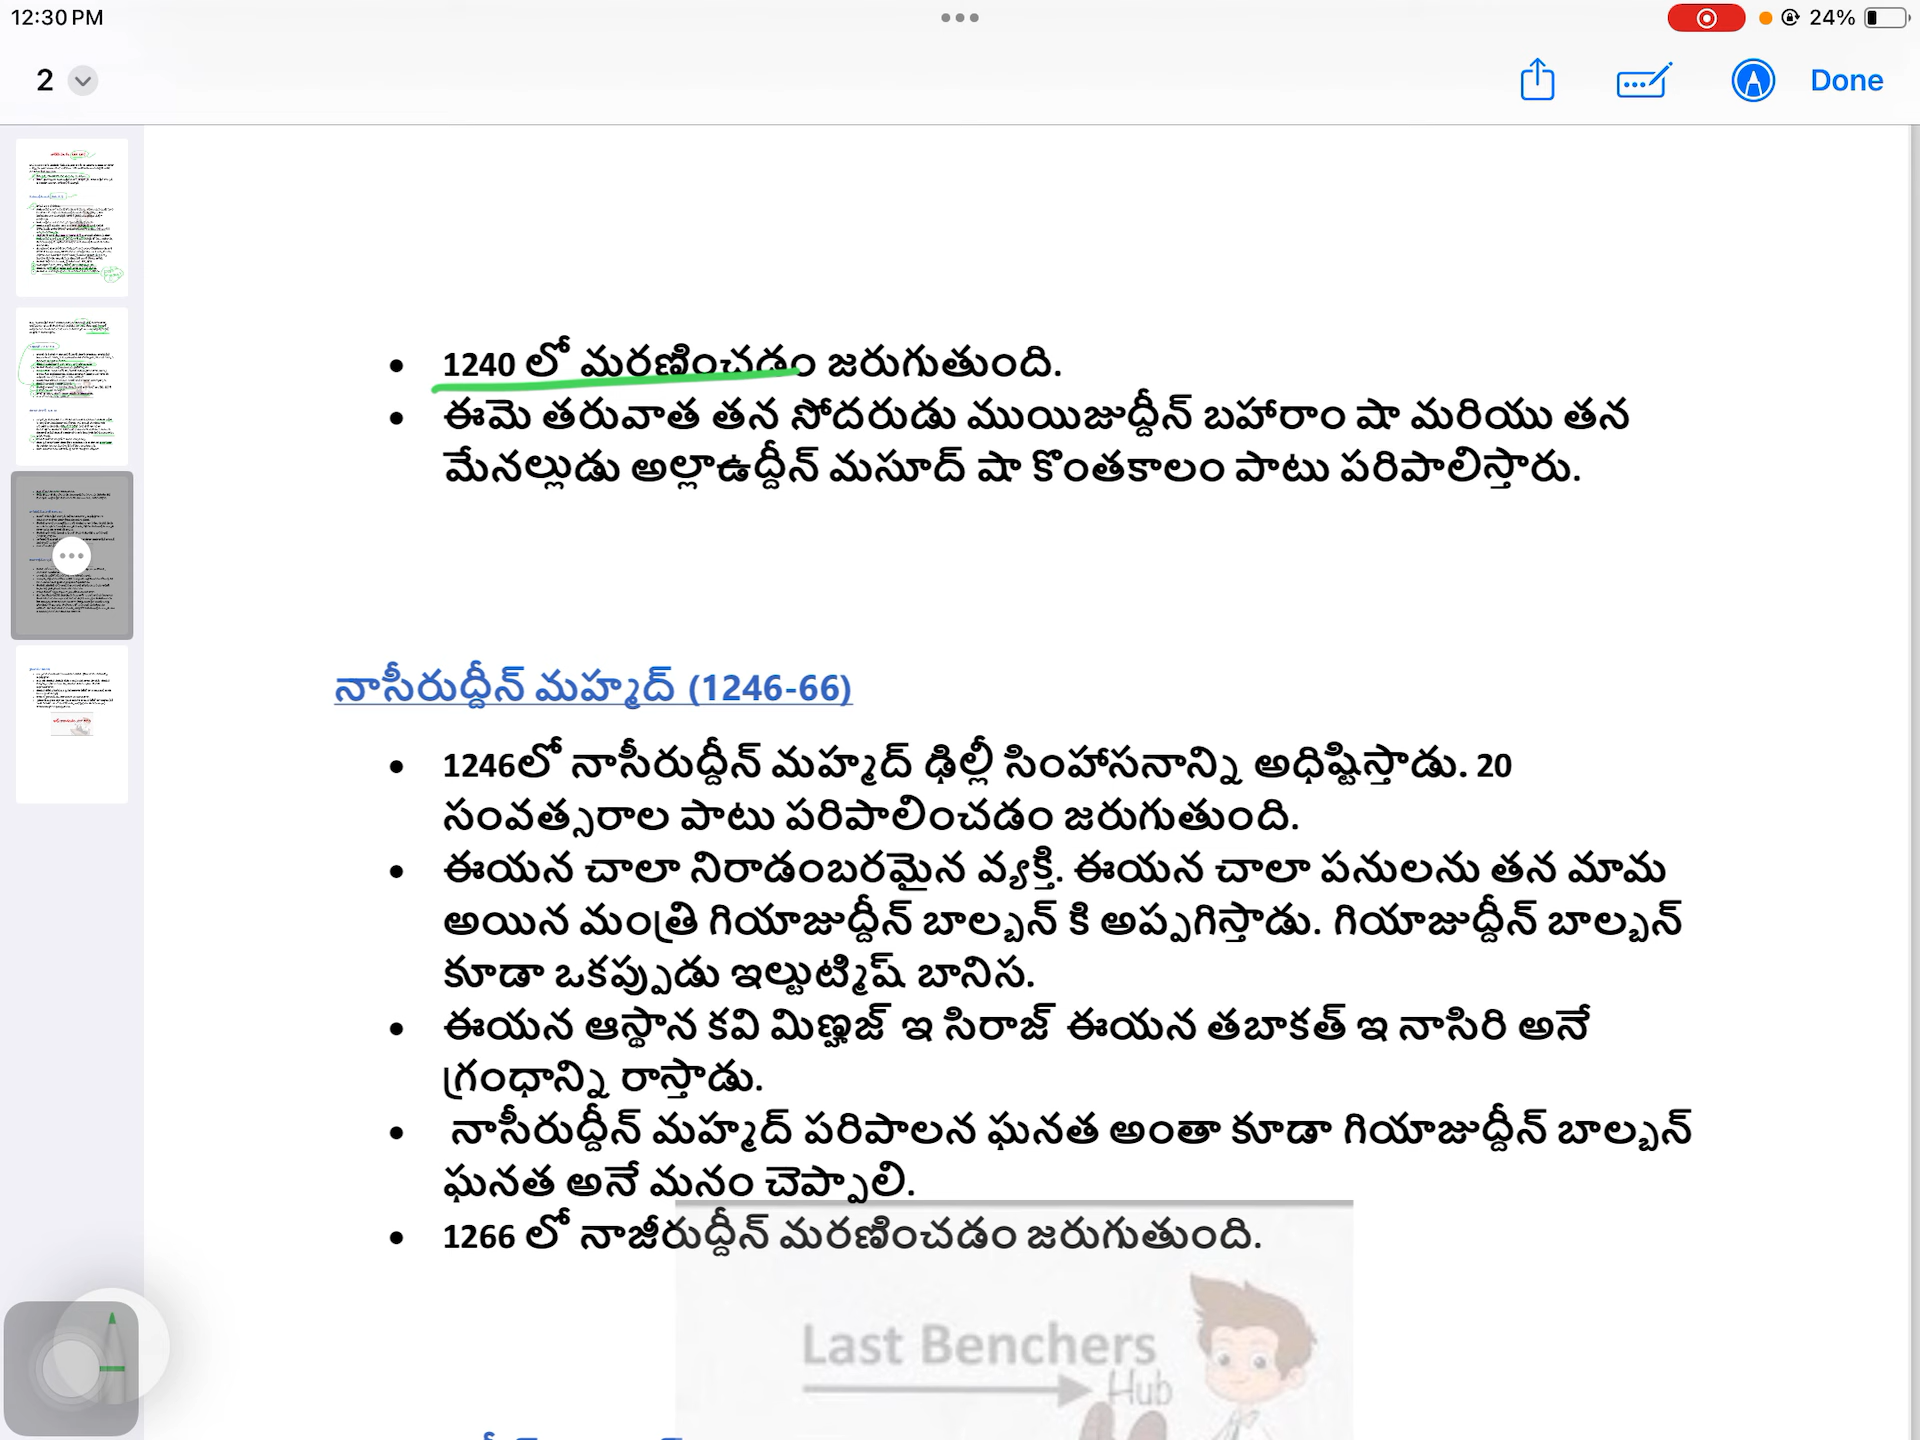 12:30 PM
24%
2
Done
1240 లో మరణించడం జరుగుతుంది.
ఈమె తరువాత తన సోదరుడు ముయిజుద్దీన్ బహారాం షా మరియు తన
మేనల్లుడు అల్లాఉద్దీన్ మసూద్ షా కొంతకాలం పాటు పరిపాలిస్తారు.
నాసీరుద్దీన్ మహ్మద్ (1246-66)
1246లో నాసీరుద్దీన్ మహ్మద్ ఢిల్లీ సింహాసనాన్ని అధిష్టిస్తాడు. 20
సంవత్సరాల పాటు పరిపాలించడం జరుగుతుంది.
ఈయన చాలా నిరాడంబరమైన వ్యక్తి. ఈయన చాలా పనులను తన మామ
అయిన మంత్రి గియాజుద్దీన్ బాల్బన్ కి అప్పగిస్తాడు. గియాజుద్దీన్ బాల్బన్
కూడా ఒకప్పుడు ఇల్టుట్మిష్ బానిస.
ఈయన ఆస్థాన కవి మిణ్హజ్ ఇ సిరాజ్ ఈయన తబాకత్ ఇ నాసిరి అనే
గ్రంధాన్ని రాస్తాడు.
నాసీరుద్దీన్ మహ్మద్ పరిపాలన ఘనత అంతా కూడా గియాజుద్దీన్ బాల్బన్
ఘనత అనే మనం చెప్పాలి.
1266 లో నాజీరుద్దీన్ మరణించడం జరుగుతుంది.
Last Benchers
Hub